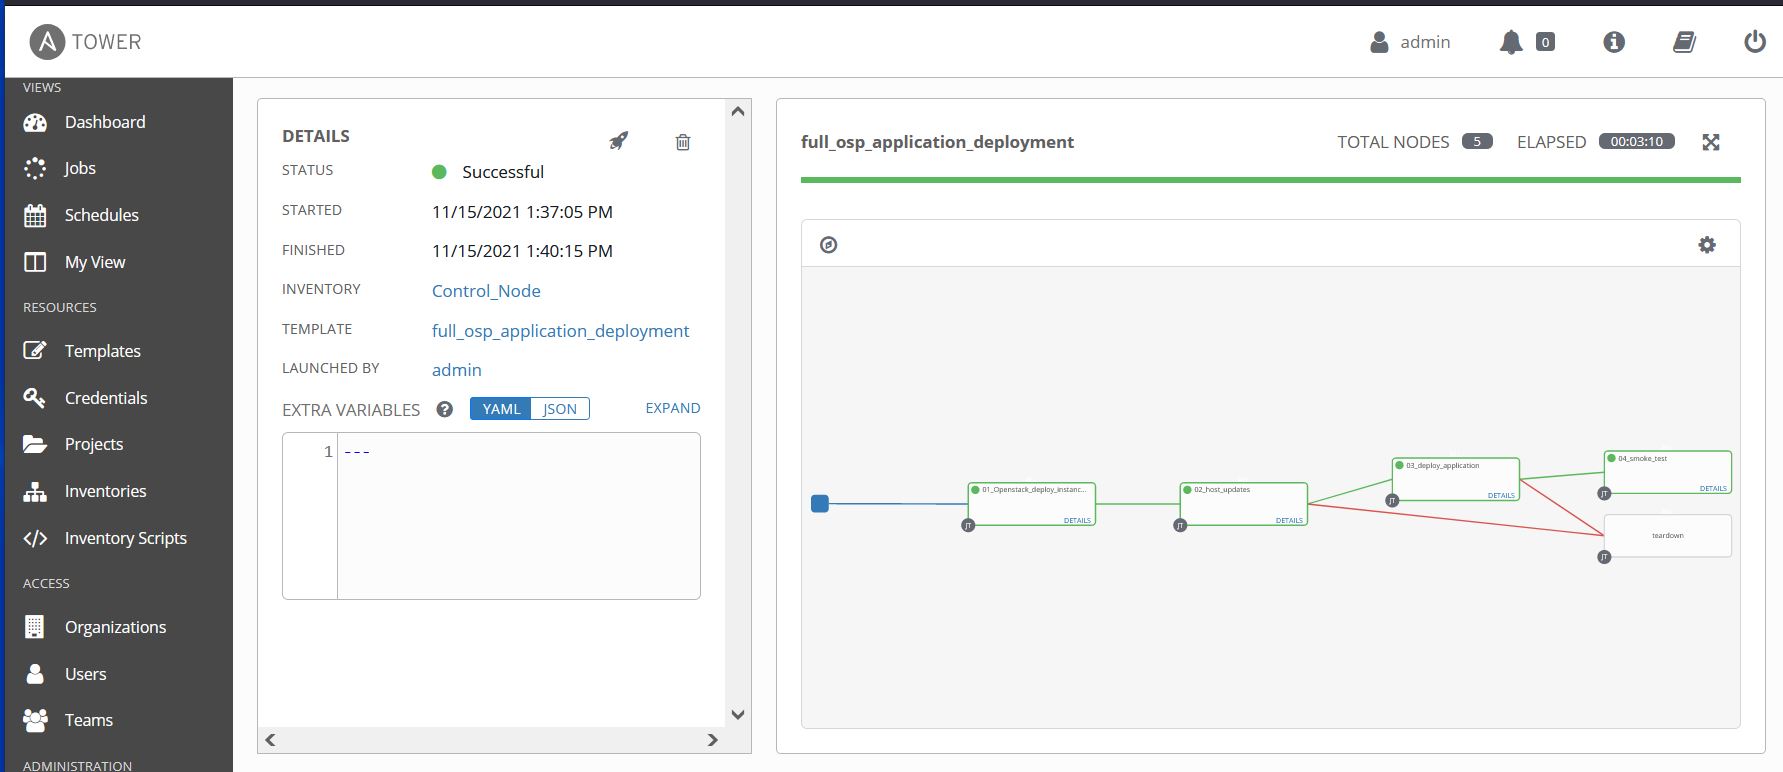 TOWER
admin
0
VIEWS
Dashboard
Jobs
Schedules
My View
RESOURCES
Templates
Credentials
Projects
Inventories
Inventory Scripts
ACCESS
Organizations
Users
Teams
ADMINISTRATION
DETAILS
STATUS Successful
STARTED 11/15/2021 1:37:05 PM
FINISHED 11/15/2021 1:40:15 PM
INVENTORY Control_Node
TEMPLATE full_osp_application_deployment
LAUNCHED BY admin
EXTRA VARIABLES ? YAML JSON EXPAND
1 ---
full_osp_application_deployment TOTAL NODES 5 ELAPSED 00:03:10
01_Openstack_deploy_instanc...
DETAILS
JT
02_host_updates
DETAILS
JT
03_deploy_application
DETAILS
JT
04_smoke_test
DETAILS
JT
teardown
JT